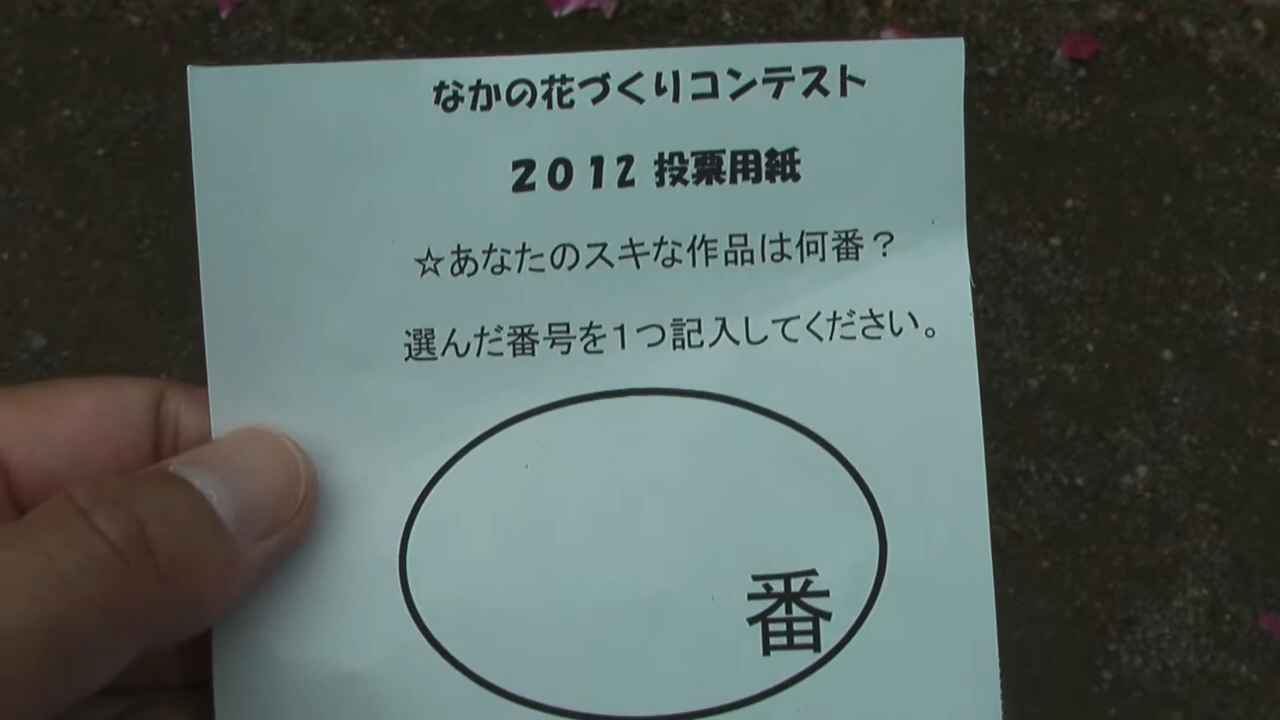 なかの花づくりコンテスト
２０１２ 投票用紙
☆あなたのスキな作品は何番？
選んだ番号を１つ記入してください。
番